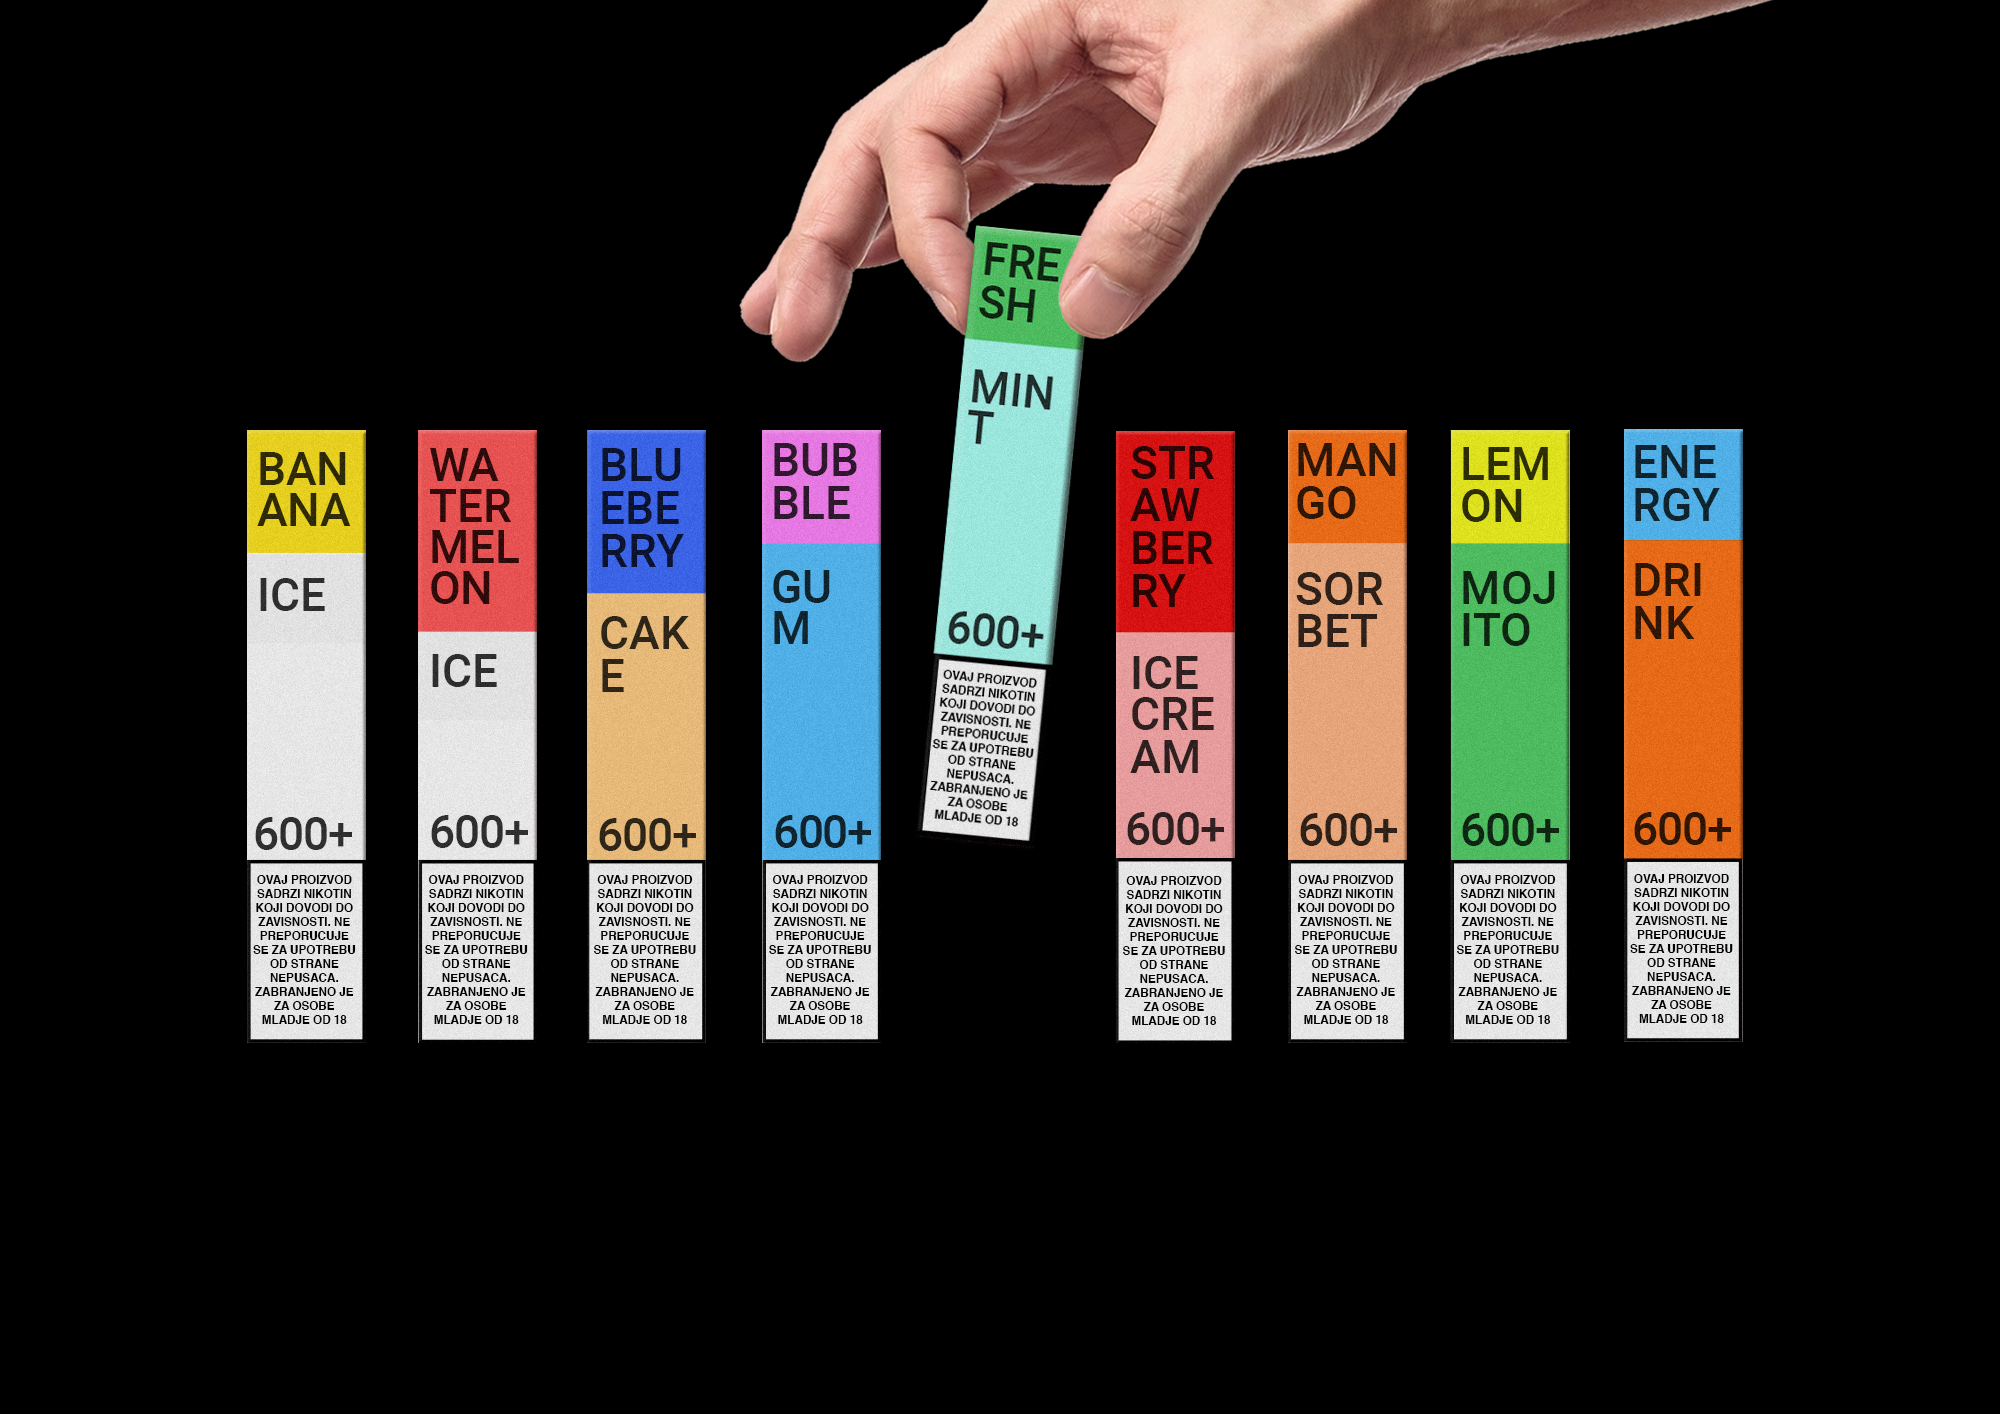 BAN
ANA
ICE
600+
OVAJ PROIZVOD
SADRZI NIKOTIN
KOJI DOVODI DO
ZAVISNOSTI. NE
PREPORUCUJE
SE ZA UPOTREBU
OD STRANE
NEPUSACA.
ZABRANJENO JE
ZA OSOBE
MLADJE OD 18
WA
TER
MEL
ON
ICE
600+
OVAJ PROIZVOD
SADRZI NIKOTIN
KOJI DOVODI DO
ZAVISNOSTI. NE
PREPORUCUJE
SE ZA UPOTREBU
OD STRANE
NEPUSACA.
ZABRANJENO JE
ZA OSOBE
MLADJE OD 18
BLU
EBE
RRY
CAK
E
600+
OVAJ PROIZVOD
SADRZI NIKOTIN
KOJI DOVODI DO
ZAVISNOSTI. NE
PREPORUCUJE
SE ZA UPOTREBU
OD STRANE
NEPUSACA.
ZABRANJENO JE
ZA OSOBE
MLADJE OD 18
BUB
BLE
GU
M
600+
OVAJ PROIZVOD
SADRZI NIKOTIN
KOJI DOVODI DO
ZAVISNOSTI. NE
PREPORUCUJE
SE ZA UPOTREBU
OD STRANE
NEPUSACA.
ZABRANJENO JE
ZA OSOBE
MLADJE OD 18
FRE
SH
MIN
T
600+
OVAJ PROIZVOD
SADRZI NIKOTIN
KOJI DOVODI DO
ZAVISNOSTI. NE
PREPORUCUJE
SE ZA UPOTREBU
OD STRANE
NEPUSACA.
ZABRANJENO JE
ZA OSOBE
MLADJE OD 18
STR
AW
BER
RY
ICE
CRE
AM
600+
OVAJ PROIZVOD
SADRZI NIKOTIN
KOJI DOVODI DO
ZAVISNOSTI. NE
PREPORUCUJE
SE ZA UPOTREBU
OD STRANE
NEPUSACA.
ZABRANJENO JE
ZA OSOBE
MLADJE OD 18
MAN
GO
SOR
BET
600+
OVAJ PROIZVOD
SADRZI NIKOTIN
KOJI DOVODI DO
ZAVISNOSTI. NE
PREPORUCUJE
SE ZA UPOTREBU
OD STRANE
NEPUSACA.
ZABRANJENO JE
ZA OSOBE
MLADJE OD 18
LEM
ON
MOJ
ITO
600+
OVAJ PROIZVOD
SADRZI NIKOTIN
KOJI DOVODI DO
ZAVISNOSTI. NE
PREPORUCUJE
SE ZA UPOTREBU
OD STRANE
NEPUSACA.
ZABRANJENO JE
ZA OSOBE
MLADJE OD 18
ENE
RGY
DRI
NK
600+
OVAJ PROIZVOD
SADRZI NIKOTIN
KOJI DOVODI DO
ZAVISNOSTI. NE
PREPORUCUJE
SE ZA UPOTREBU
OD STRANE
NEPUSACA.
ZABRANJENO JE
ZA OSOBE
MLADJE OD 18